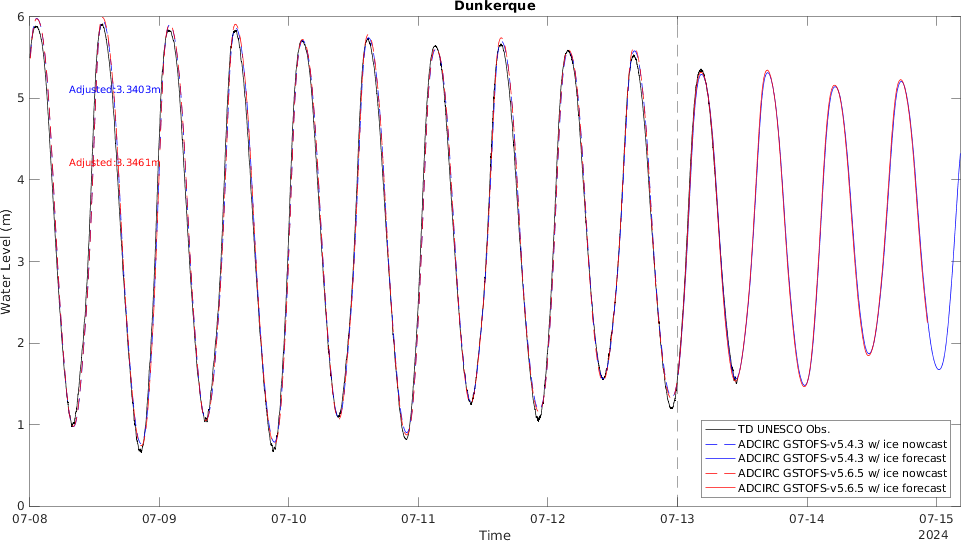 Dunkerque
6
5
4
3
2
1
0
Water Level (m)
Adjusted:3.3403m
Adjusted:3.3461m
TD UNESCO Obs.
ADCIRC GSTOFS-v5.4.3 w/ ice nowcast
ADCIRC GSTOFS-v5.4.3 w/ ice forecast
ADCIRC GSTOFS-v5.6.5 w/ ice nowcast
ADCIRC GSTOFS-v5.6.5 w/ ice forecast
07-08 07-09 07-10 07-11 07-12 07-13 07-14 07-15
Time
2024